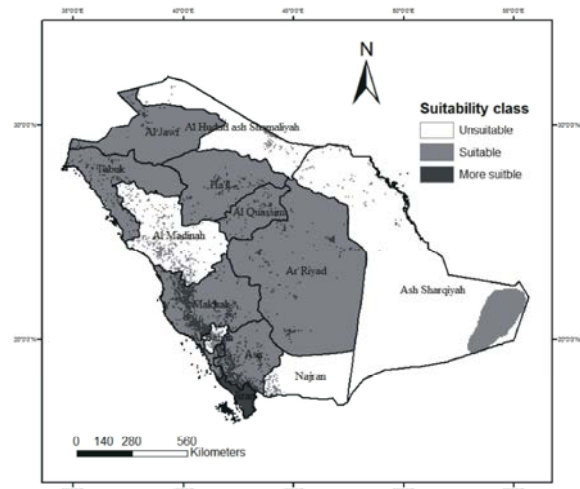 N
Suitability class
Unsuitable
Suitable
More suitble
Al Jawf
Al Hudud ash Shamaliyah
Tabuk
Ha'il
Al Quassim
Al Madinah
Ar Riyad
Ash Sharqiyah
Makkah
Asir
Najran
0 140 280 560
Kilometers